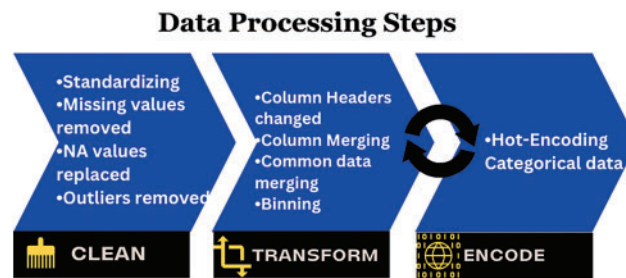 Data Processing Steps
•Standardizing
•Missing values
removed
•NA values
replaced
•Outliers removed
•Column Headers
changed
•Column Merging
•Common data
merging
•Binning
•Hot-Encoding
Categorical data
CLEAN
TRANSFORM
ENCODE